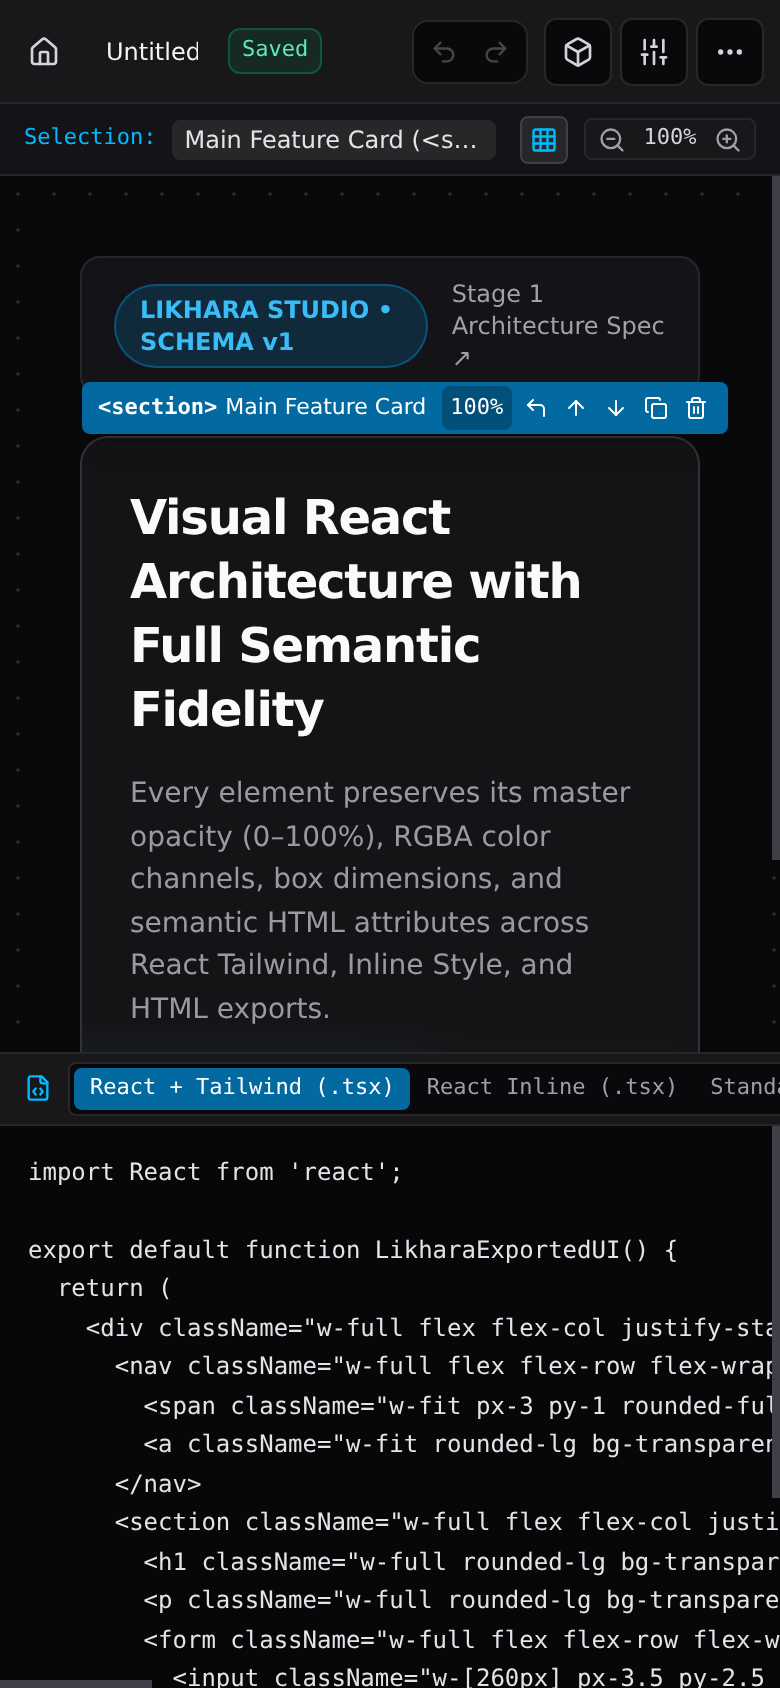 Untitled
Saved
Selection:
Main Feature Card (<s...
100%
LIKHARA STUDIO •
SCHEMA v1
Stage 1
Architecture Spec
↗
<section> Main Feature Card 100%
Visual React
Architecture with
Full Semantic
Fidelity
Every element preserves its master
opacity (0–100%), RGBA color
channels, box dimensions, and
semantic HTML attributes across
React Tailwind, Inline Style, and
HTML exports.
React + Tailwind (.tsx)
React Inline (.tsx)
Standa
import React from 'react';
export default function LikharaExportedUI() {
return (
<div className="w-full flex flex-col justify-sta
<nav className="w-full flex flex-row flex-wrap
<span className="w-fit px-3 py-1 rounded-ful
<a className="w-fit rounded-lg bg-transparen
</nav>
<section className="w-full flex flex-col justi
<h1 className="w-full rounded-lg bg-transpar
<p className="w-full rounded-lg bg-transpare
<form className="w-full flex flex-row flex-w
<input className="w-[260px] px-3.5 py-2.5